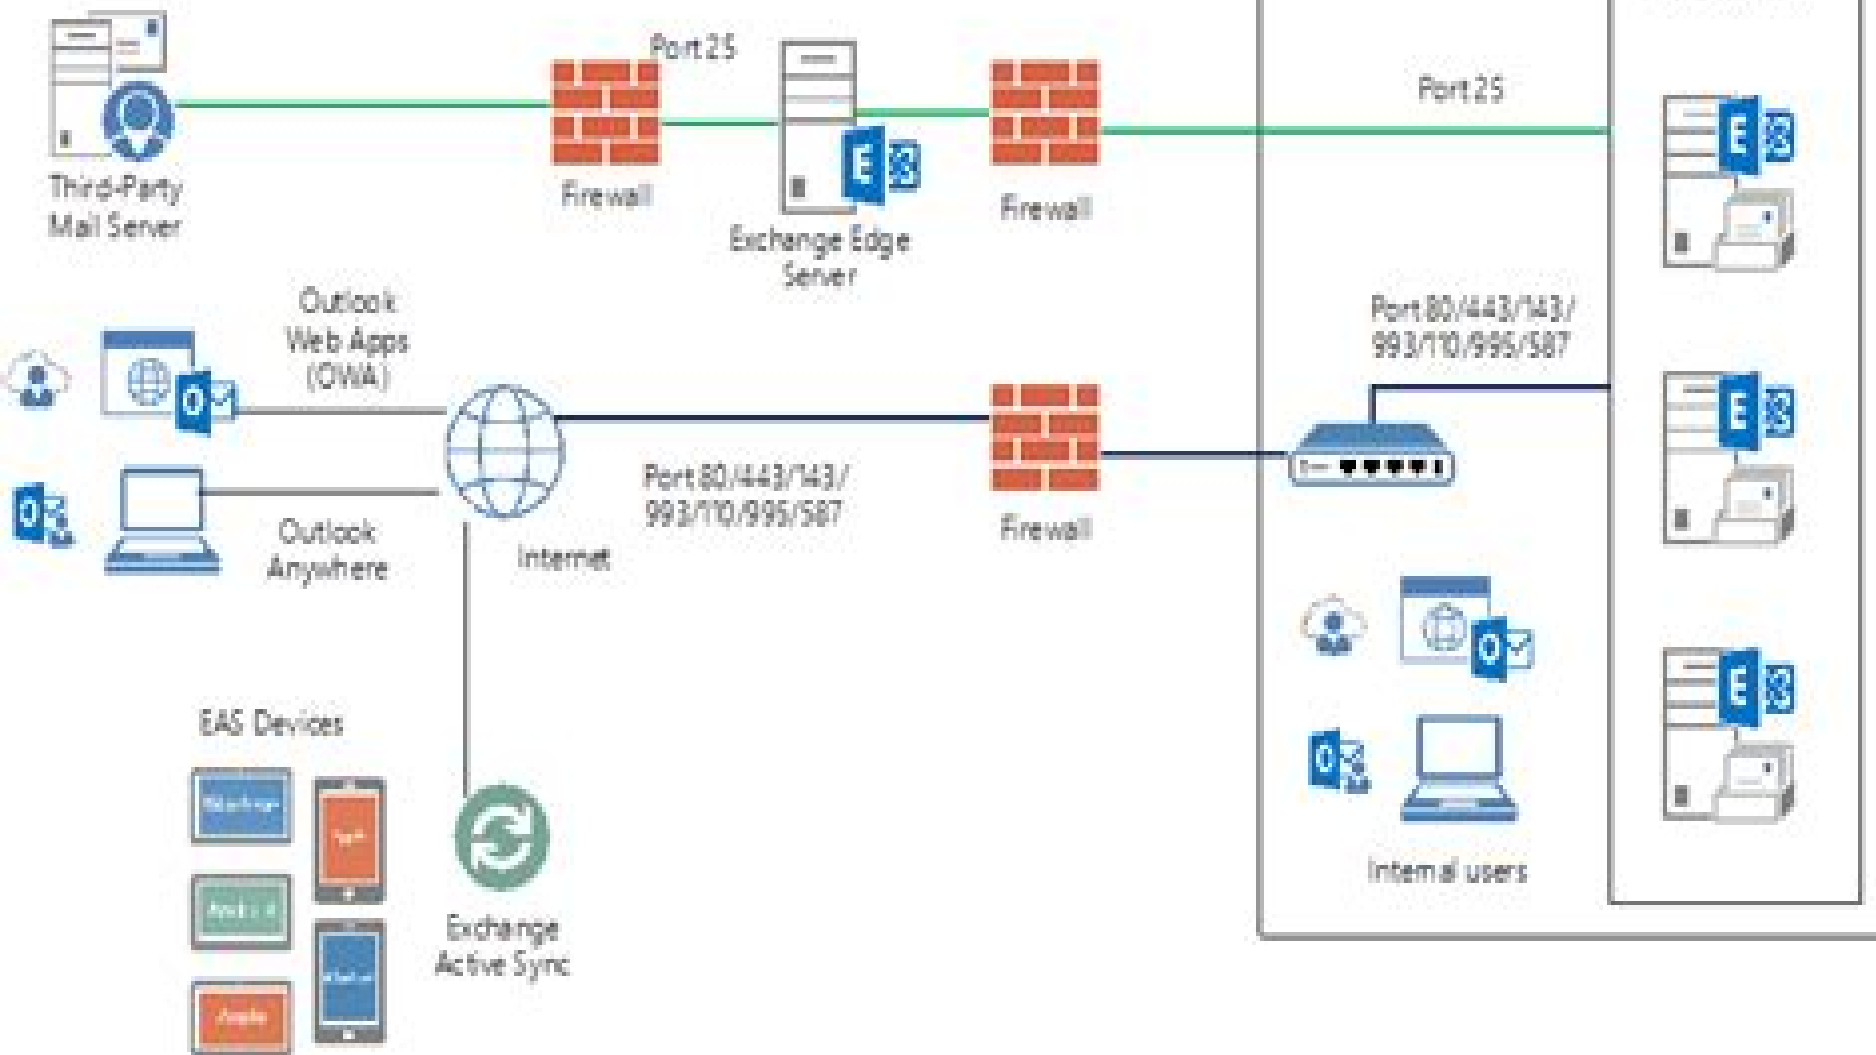 Port 25
Port 25
Third-Party
Mail Server
Firewall
Exchange Edge
Server
Firewall
Outlook
Web Apps
(OWA)
Port 80/443/143/
993/110/995/587
Port 80/443/143/
993/110/995/587
Outlook
Anywhere
Internet
Firewall
EAS Devices
Internal users
Exchange
Active Sync
Apple